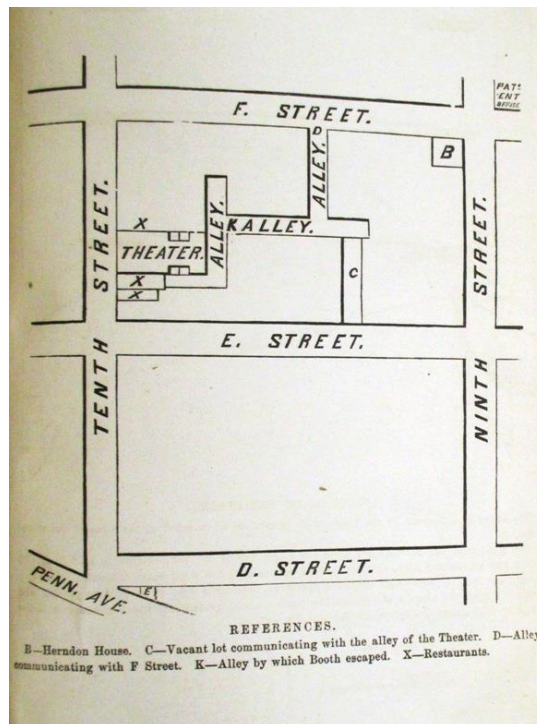 PAT:
ENT
OFFICE
F. STREET.
D
B
ALLEY.
X
KALLEY.
THEATER.
ALLEY.
STREET.
STREET.
C
X
X
E. STREET.
TENTH
NINTH
D. STREET.
PENN. AVE.
E
REFERENCES.
B—Herndon House. C—Vacant lot communicating with the alley of the Theater. D—Alley
communicating with F Street. K—Alley by which Booth escaped. X—Restaurants.